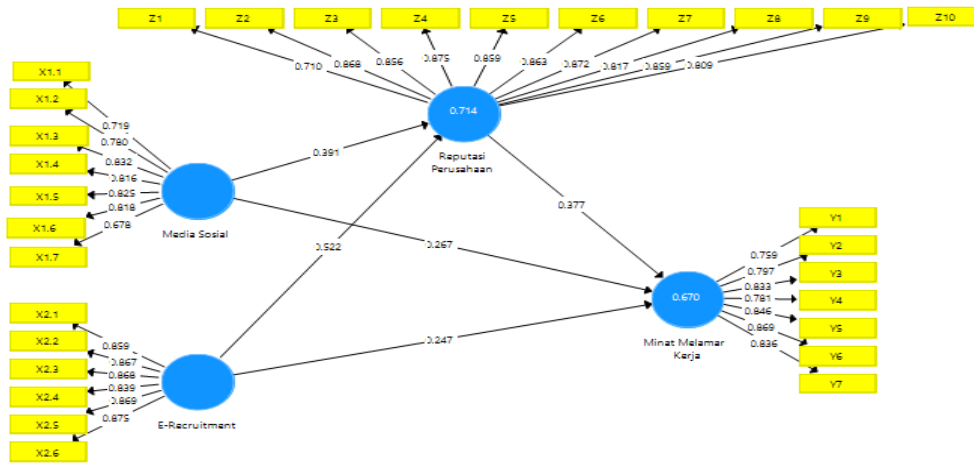 Z1 Z2 Z3 Z4 Z5 Z6 Z7 Z8 Z9 Z10
0.710 0.868 0.856 0.875 0.859 0.863 0.872 0.817 0.859 0.809
X1.1
X1.2
X1.3
X1.4
X1.5
X1.6
X1.7
0.719
0.780
0.832
0.816
0.825
0.818
0.678
Media Sosial
0.714
Reputasi
Perusahaan
0.391
0.522
0.267
0.377
0.247
X2.1
X2.2
X2.3
X2.4
X2.5
X2.6
0.859
0.867
0.868
0.839
0.869
0.875
E-Recruitment
0.670
Minat Melamar
Kerja
0.759
0.797
0.833
0.781
0.846
0.869
0.836
Y1
Y2
Y3
Y4
Y5
Y6
Y7